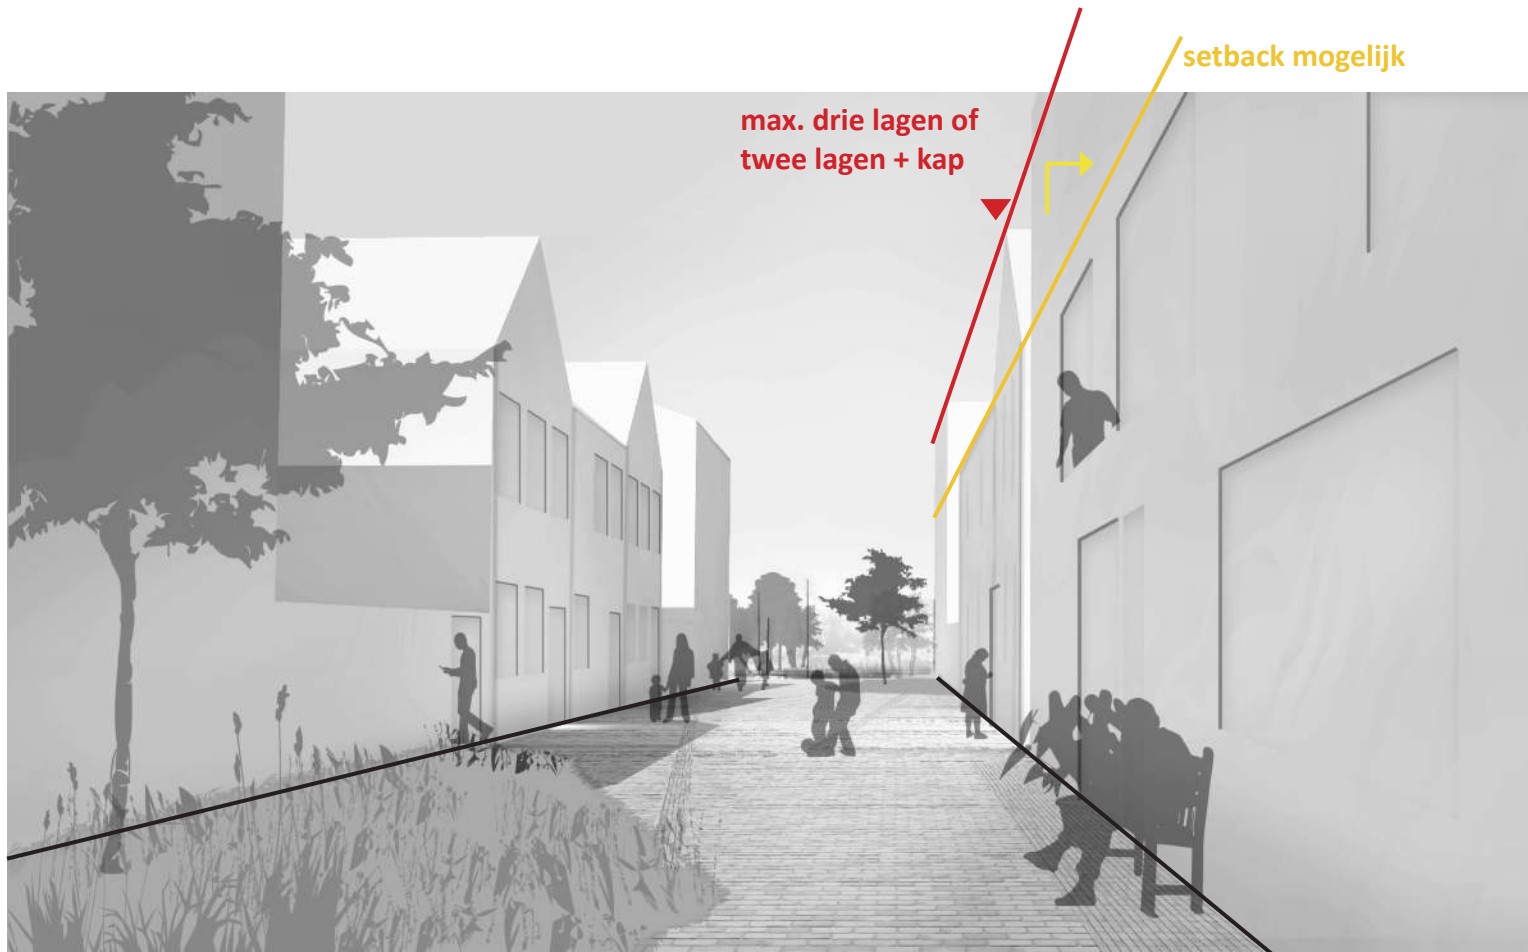 setback mogelijk
max. drie lagen of
twee lagen + kap